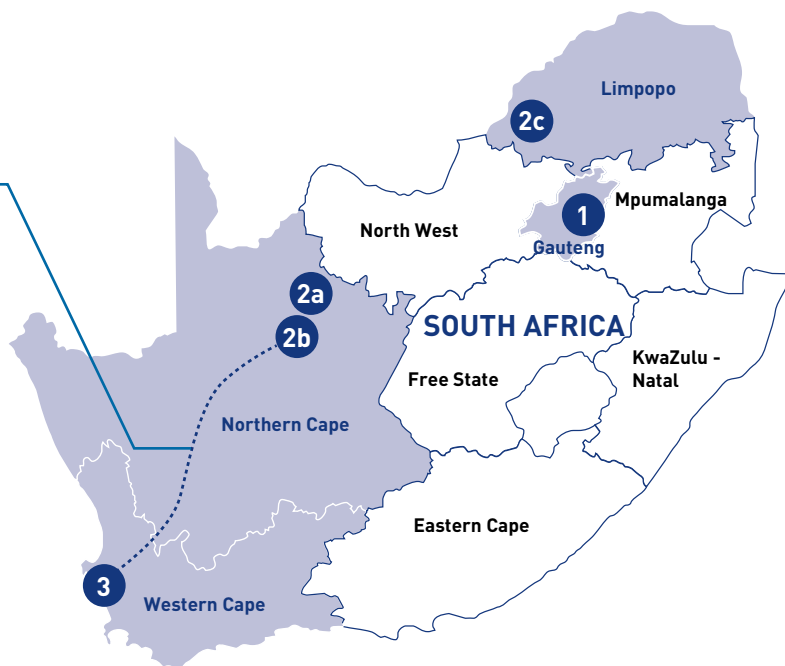 Limpopo
2c
1
Mpumalanga
North West
Gauteng
2a
2b
SOUTH AFRICA
KwaZulu -
Natal
Free State
Northern Cape
Eastern Cape
3
Western Cape